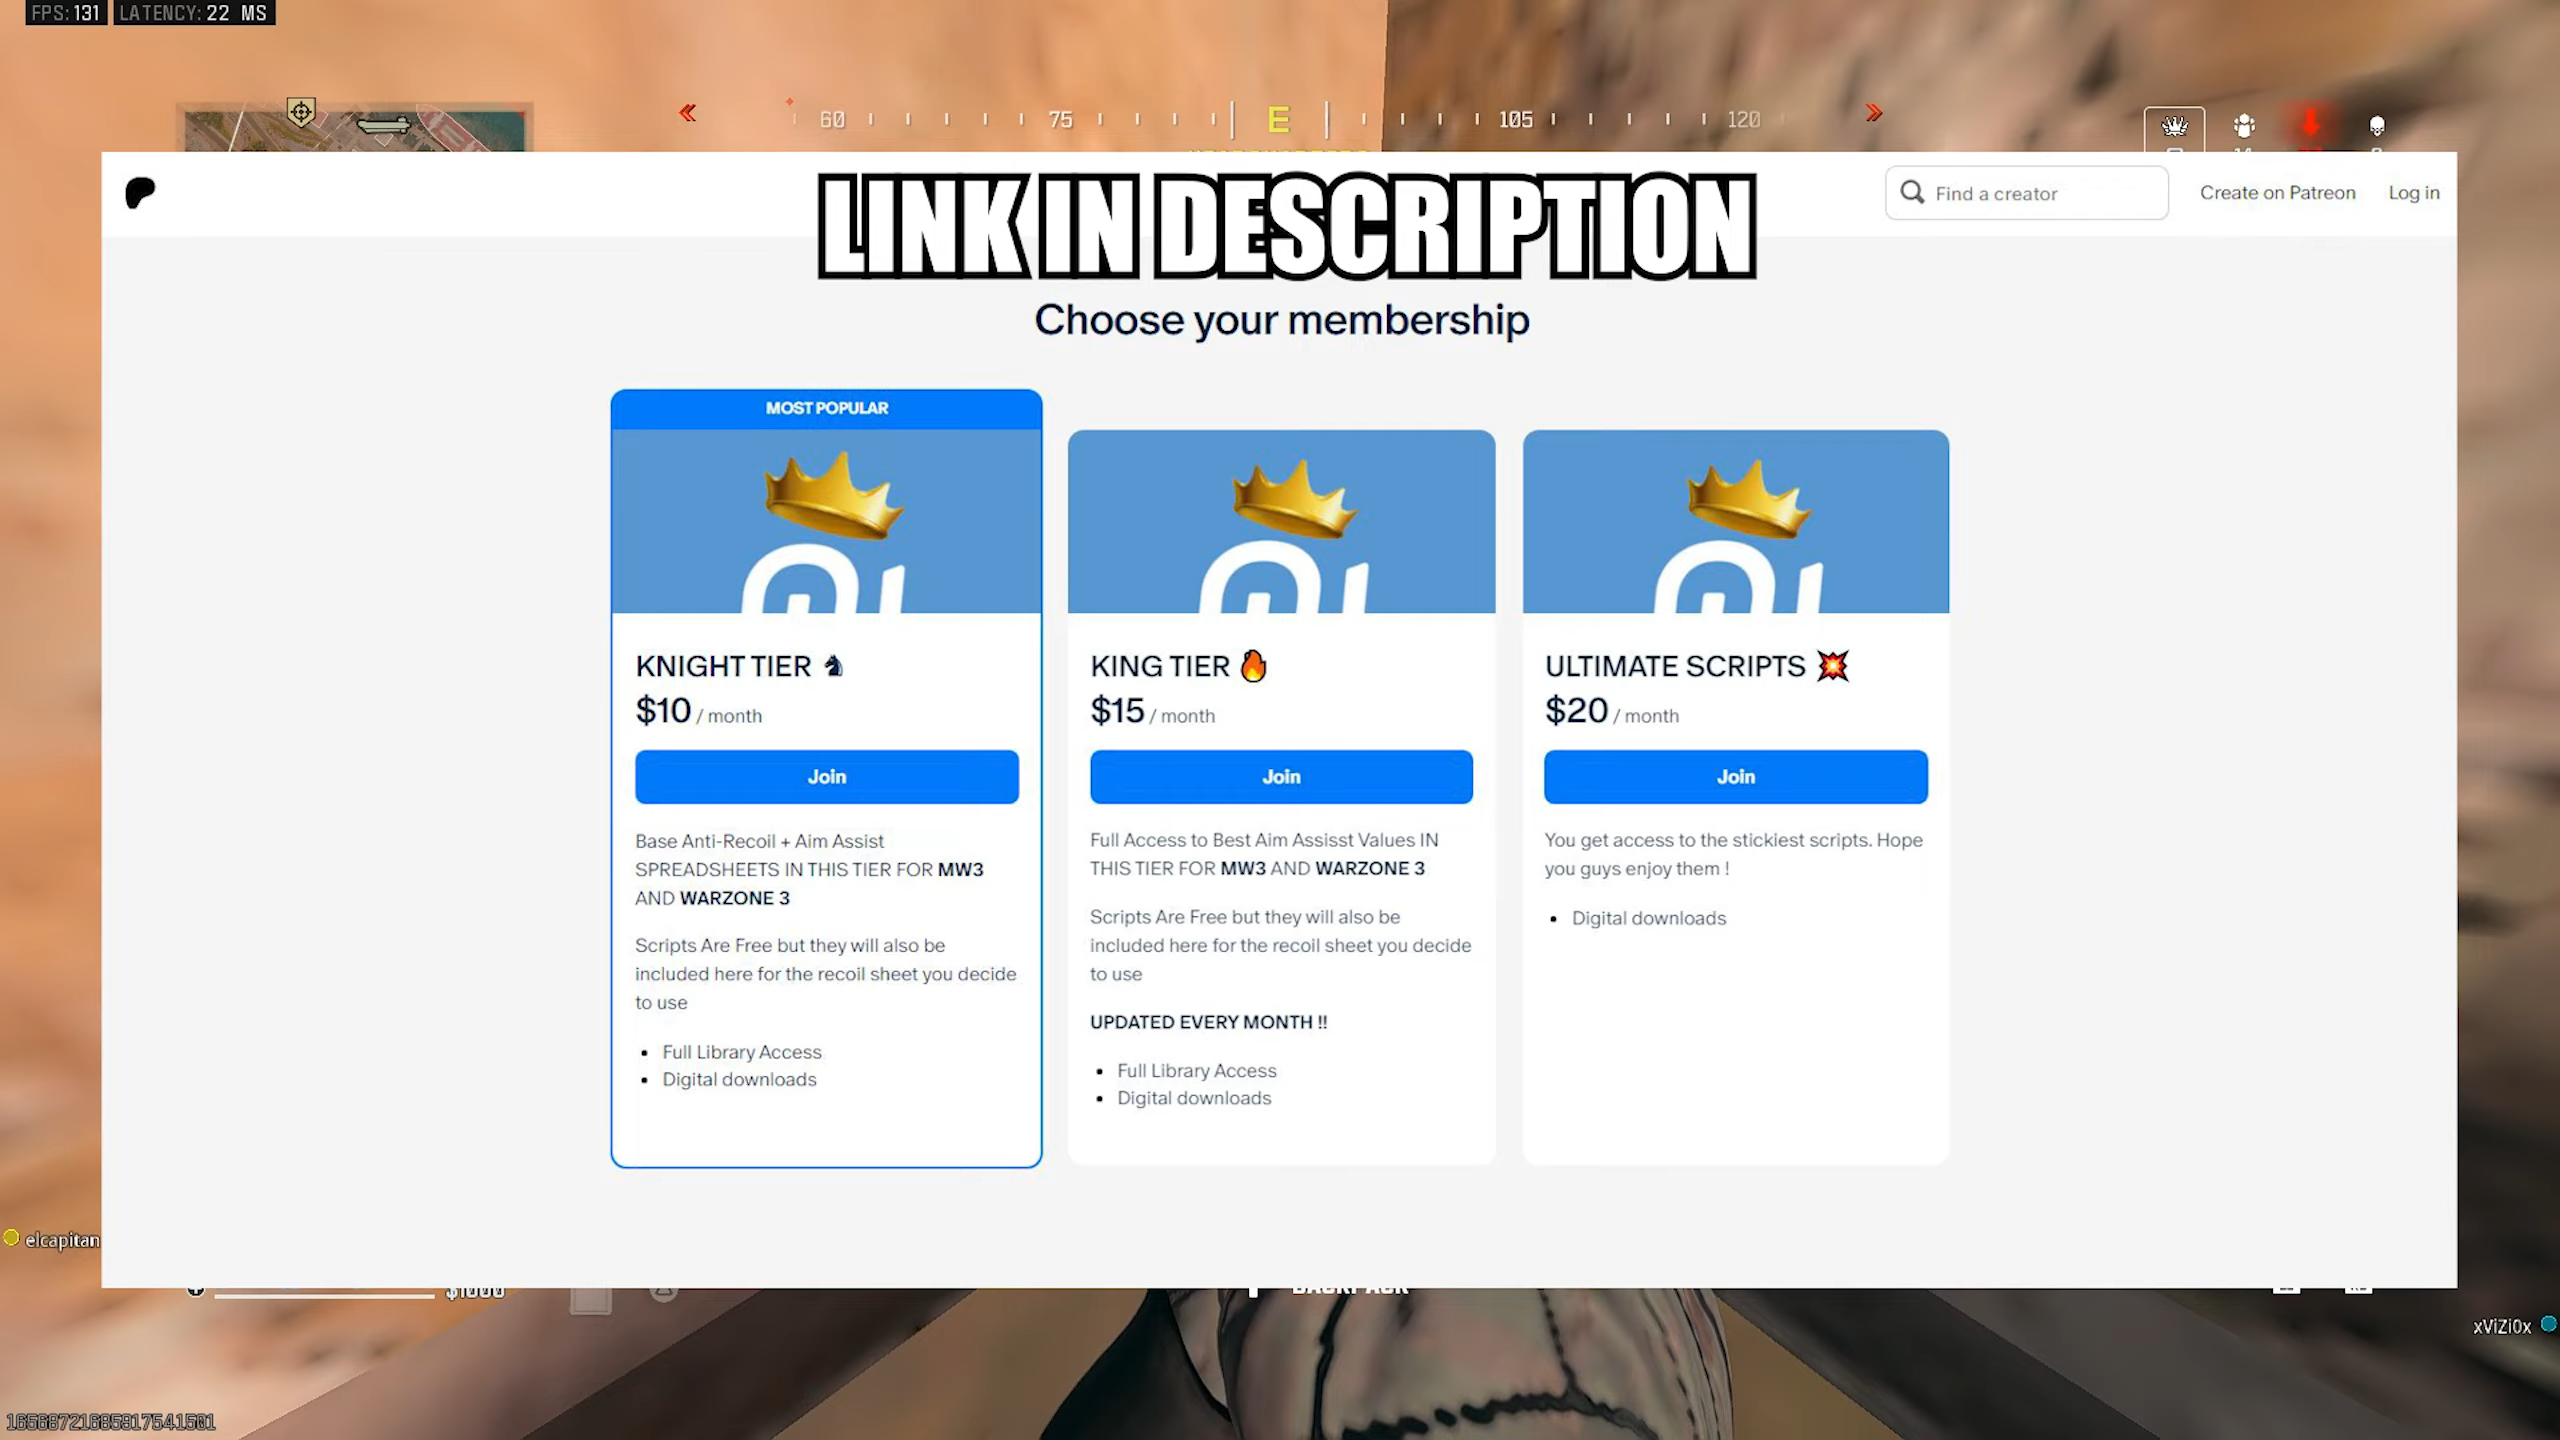 FPS: 131 LATENCY: 22 MS
60 75 E 105 120
LINK IN DESCRIPTION
Find a creator
Create on Patreon
Log in
Choose your membership
MOST POPULAR
KNIGHT TIER
$10 / month
Join
Base Anti-Recoil + Aim Assist
SPREADSHEETS IN THIS TIER FOR MW3
AND WARZONE 3
Scripts Are Free but they will also be
included here for the recoil sheet you decide
to use
• Full Library Access
• Digital downloads
KING TIER
$15 / month
Join
Full Access to Best Aim Assisst Values IN
THIS TIER FOR MW3 AND WARZONE 3
Scripts Are Free but they will also be
included here for the recoil sheet you decide
to use
UPDATED EVERY MONTH !!
• Full Library Access
• Digital downloads
ULTIMATE SCRIPTS
$20 / month
Join
You get access to the stickiest scripts. Hope
you guys enjoy them !
• Digital downloads
elcapitan
$1000
BACKPACK
xViZi0x